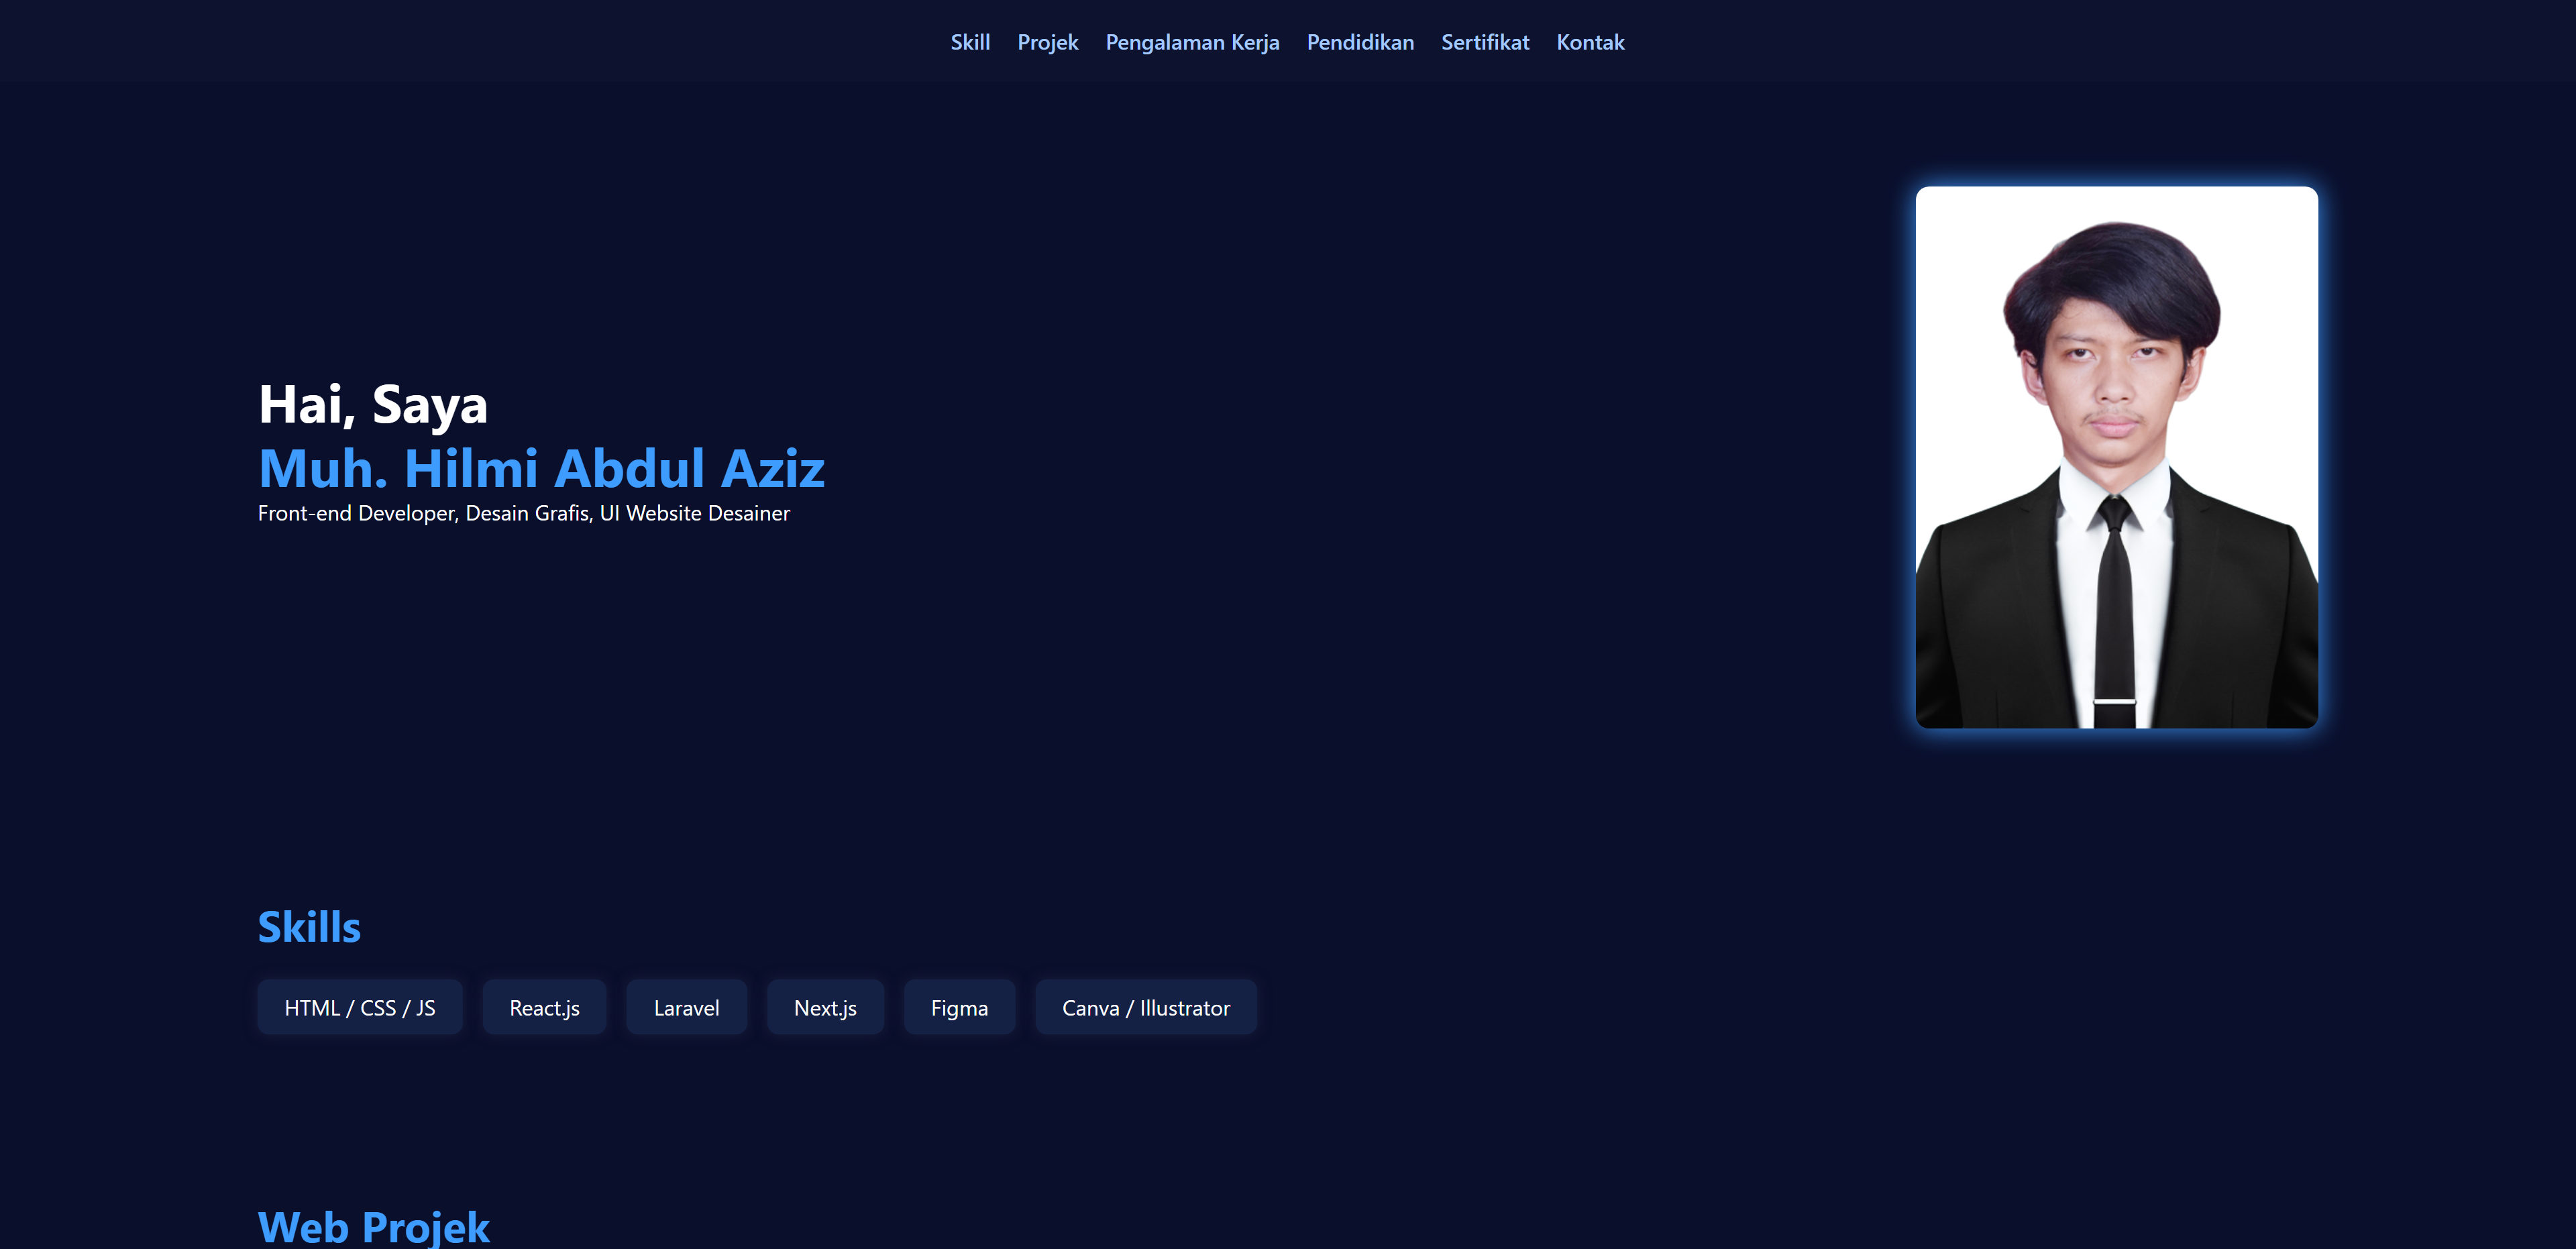 Skill Projek Pengalaman Kerja Pendidikan Sertifikat Kontak
Hai, Saya
Muh. Hilmi Abdul Aziz
Front-end Developer, Desain Grafis, UI Website Desainer
Skills
HTML / CSS / JS React.js Laravel Next.js Figma Canva / Illustrator
Web Projek